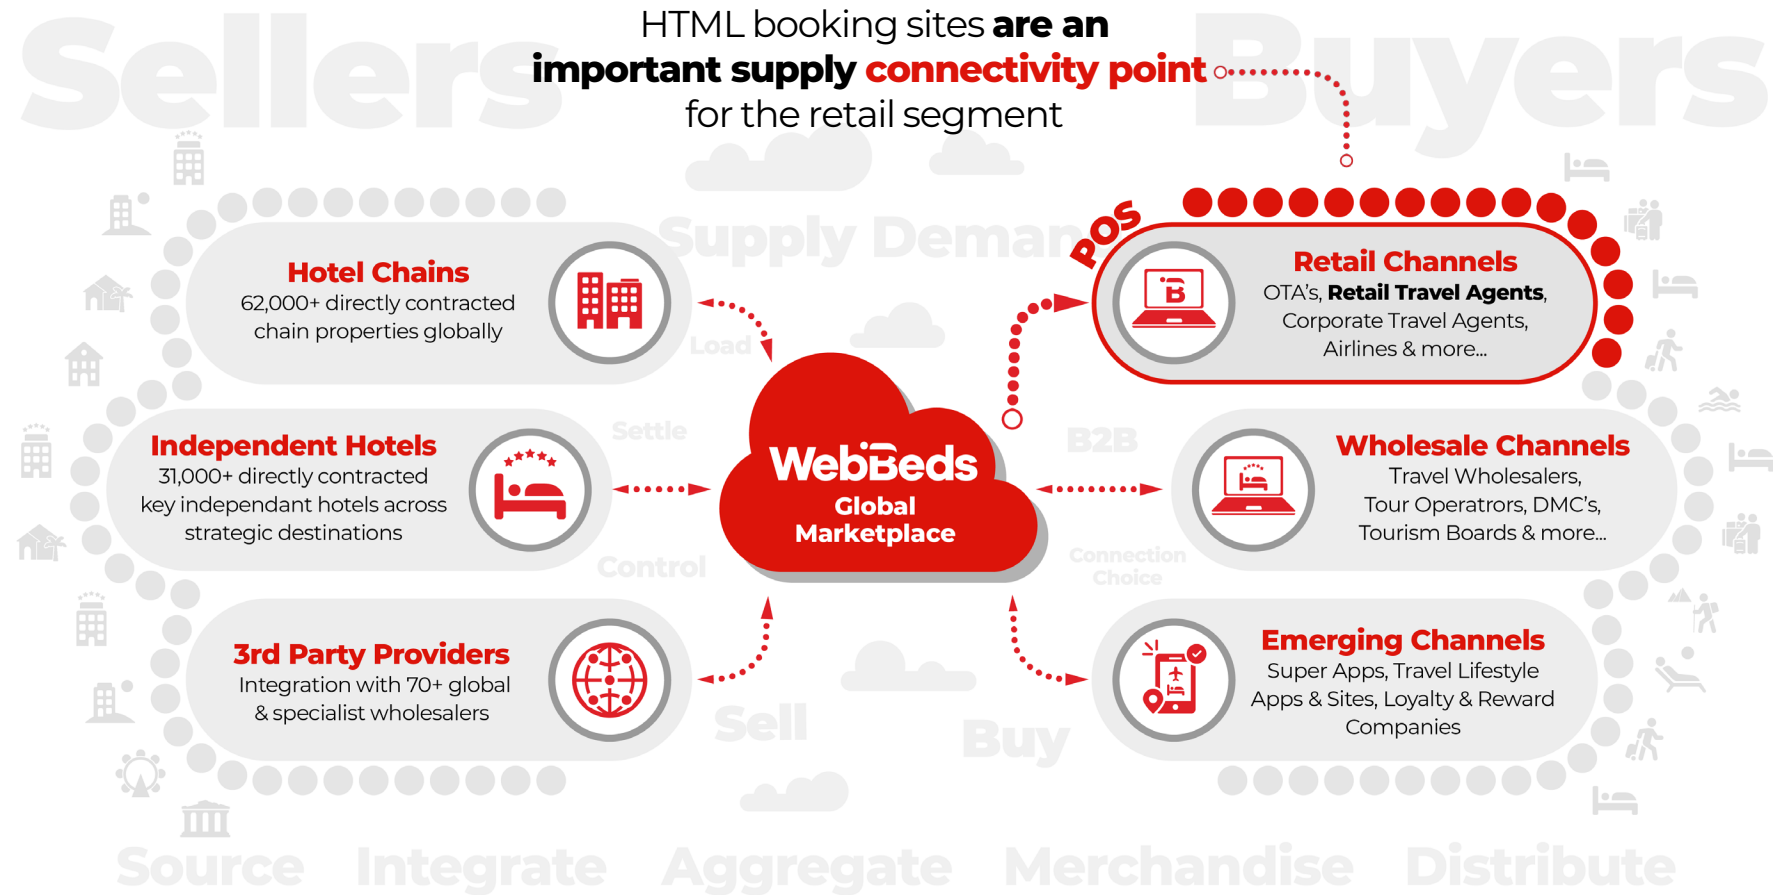 Sellers
HTML booking sites are an
important supply connectivity point
for the retail segment
Buyers
Supply Deman
POS
Hotel Chains
62,000+ directly contracted
chain properties globally
Retail Channels
OTA's, Retail Travel Agents,
Corporate Travel Agents,
Airlines & more...
Load
Independent Hotels
31,000+ directly contracted
key independant hotels across
strategic destinations
Settle
WebBeds
Global
Marketplace
B2B
Wholesale Channels
Travel Wholesalers,
Tour Operatrors, DMC's,
Tourism Boards & more...
Control
Connection
Choice
3rd Party Providers
Integration with 70+ global
& specialist wholesalers
Emerging Channels
Super Apps, Travel Lifestyle
Apps & Sites, Loyalty & Reward
Companies
Sell
Buy
Source Integrate Aggregate Merchandise Distribute
B